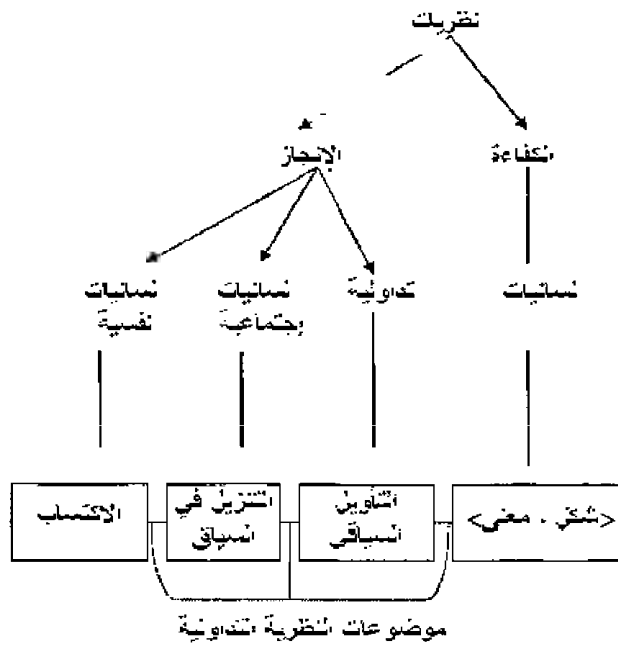 نظريات
الكفاءة
الإنجاز
لسانيات
تداولية
لسانيات
إجتماعية
لسانيات
نفسية
<شكل ، معنى>
التأويل
السياقي
التنزيل في
السياق
الاكتساب
موضوعات النظرية التداولية